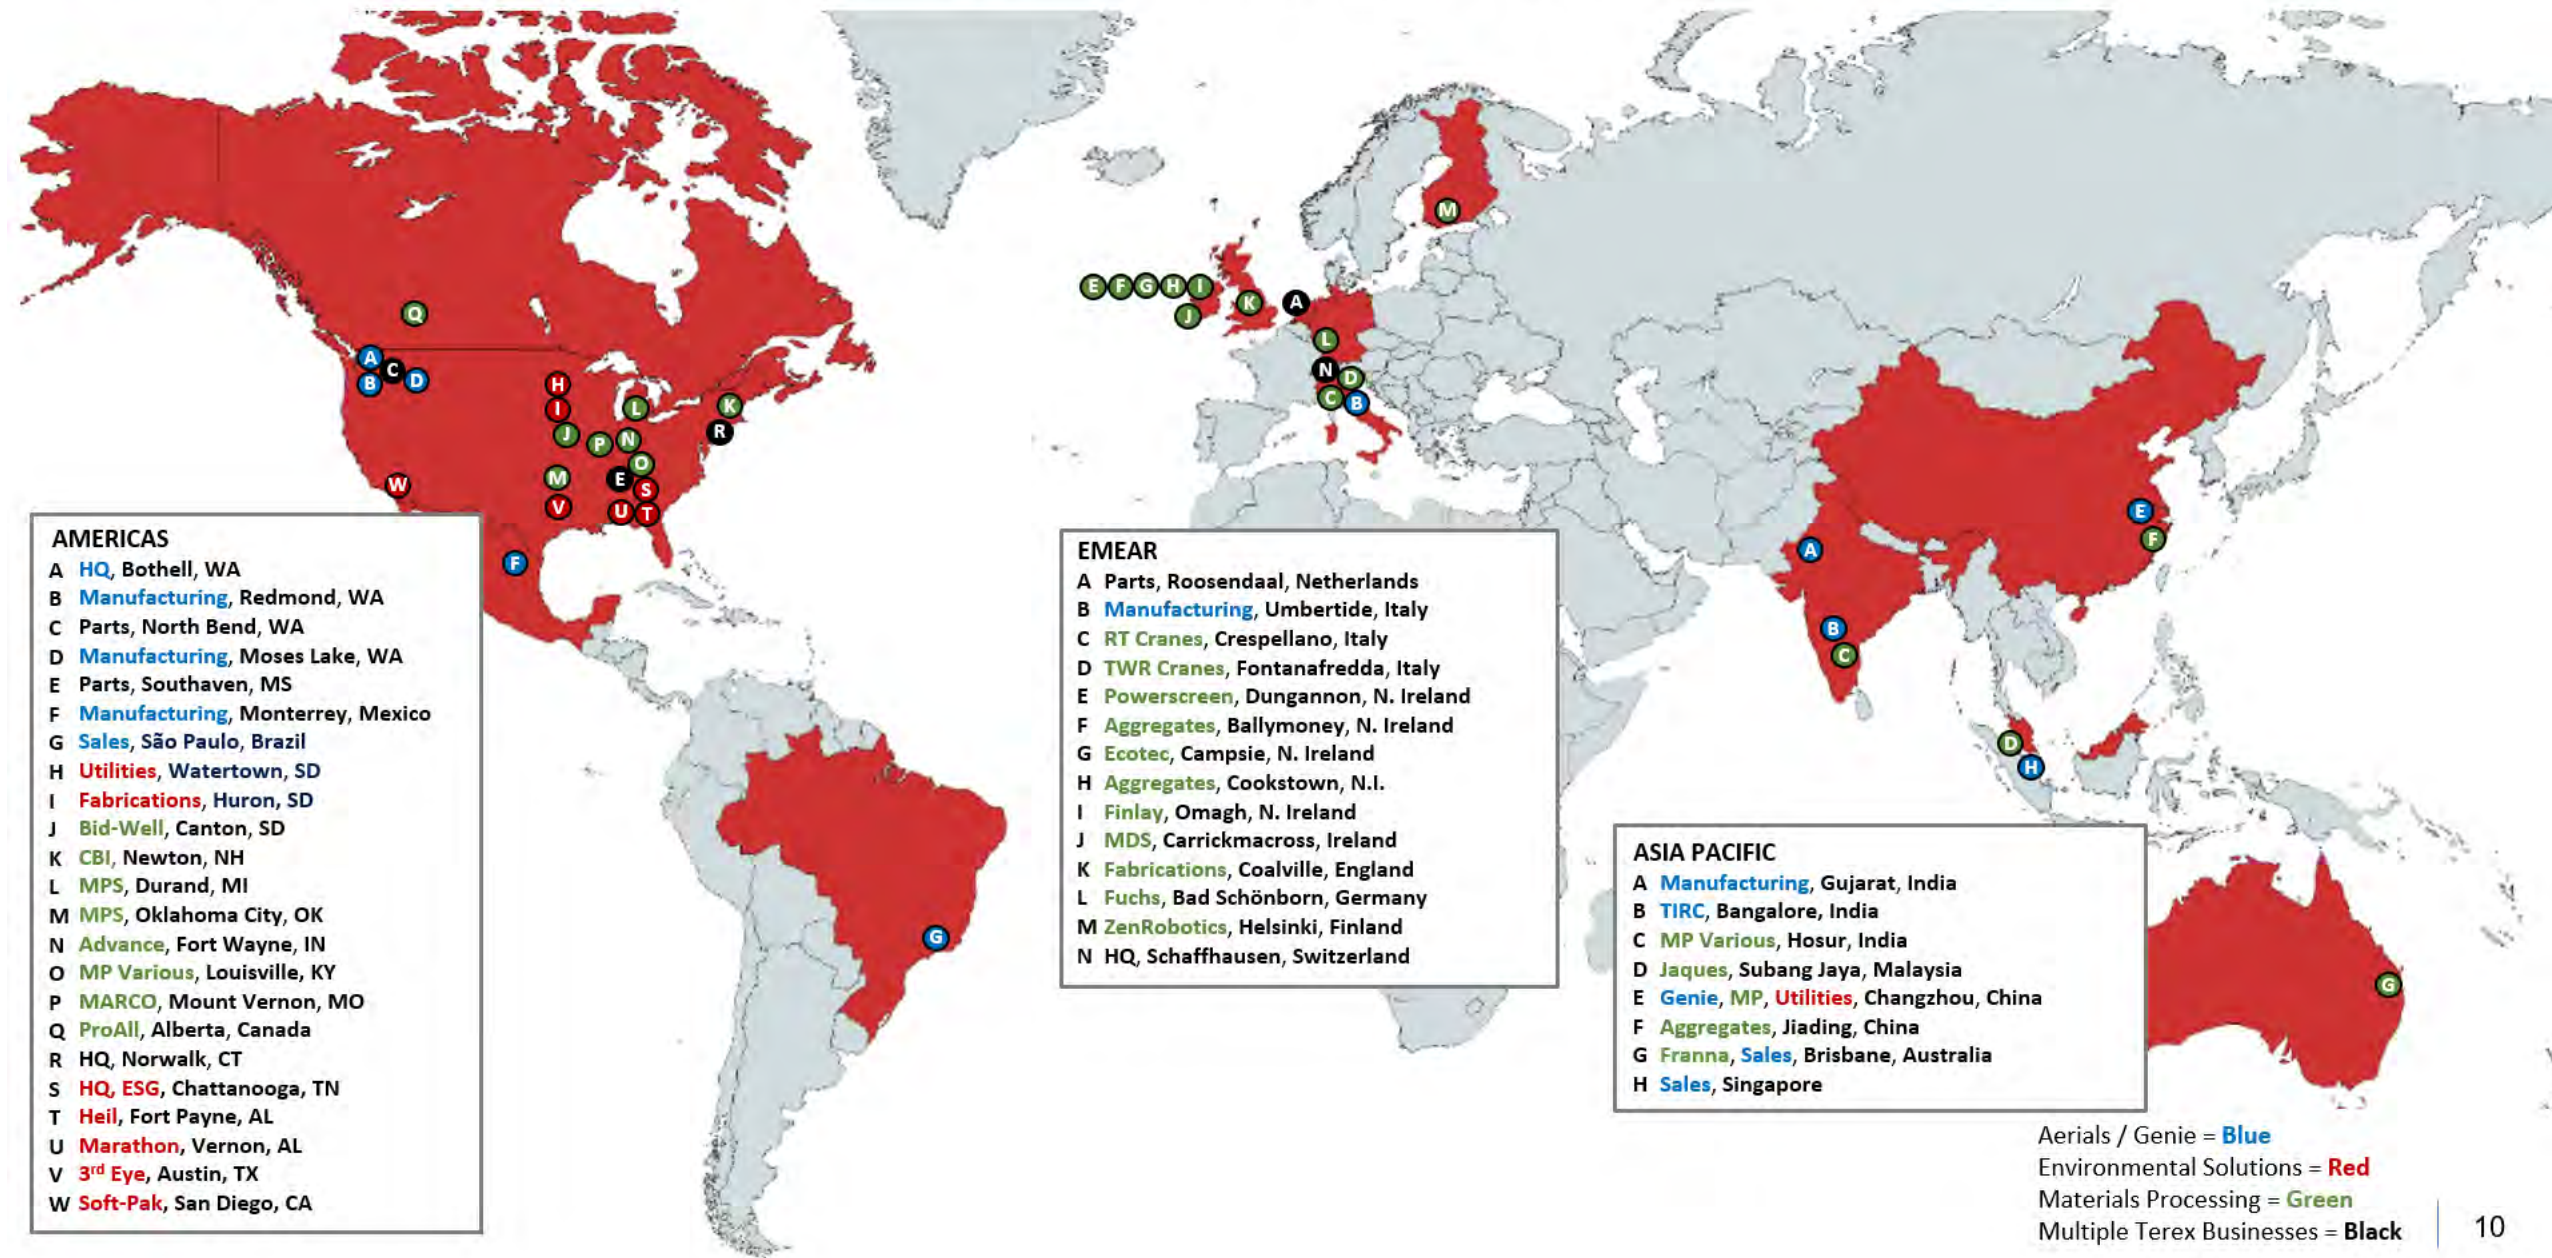 Q
A
C
B
D
H
I
L
K
J
P
N
R
O
M
E
S
W
V
U
T
F
G
M
E F G H I
K
A
J
L
N
D
C
B
E
F
A
B
C
D
H
G
AMERICAS
A HQ, Bothell, WA
B Manufacturing, Redmond, WA
C Parts, North Bend, WA
D Manufacturing, Moses Lake, WA
E Parts, Southaven, MS
F Manufacturing, Monterrey, Mexico
G Sales, São Paulo, Brazil
H Utilities, Watertown, SD
I Fabrications, Huron, SD
J Bid-Well, Canton, SD
K CBI, Newton, NH
L MPS, Durand, MI
M MPS, Oklahoma City, OK
N Advance, Fort Wayne, IN
O MP Various, Louisville, KY
P MARCO, Mount Vernon, MO
Q ProAll, Alberta, Canada
R HQ, Norwalk, CT
S HQ, ESG, Chattanooga, TN
T Heil, Fort Payne, AL
U Marathon, Vernon, AL
V 3rd Eye, Austin, TX
W Soft-Pak, San Diego, CA
EMEAR
A Parts, Roosendaal, Netherlands
B Manufacturing, Umbertide, Italy
C RT Cranes, Crespellano, Italy
D TWR Cranes, Fontanafredda, Italy
E Powerscreen, Dungannon, N. Ireland
F Aggregates, Ballymoney, N. Ireland
G Ecotec, Campsie, N. Ireland
H Aggregates, Cookstown, N.I.
I Finlay, Omagh, N. Ireland
J MDS, Carrickmacross, Ireland
K Fabrications, Coalville, England
L Fuchs, Bad Schönborn, Germany
M ZenRobotics, Helsinki, Finland
N HQ, Schaffhausen, Switzerland
ASIA PACIFIC
A Manufacturing, Gujarat, India
B TIRC, Bangalore, India
C MP Various, Hosur, India
D Jaques, Subang Jaya, Malaysia
E Genie, MP, Utilities, Changzhou, China
F Aggregates, Jiading, China
G Franna, Sales, Brisbane, Australia
H Sales, Singapore
Aerials / Genie = Blue
Environmental Solutions = Red
Materials Processing = Green
Multiple Terex Businesses = Black
10